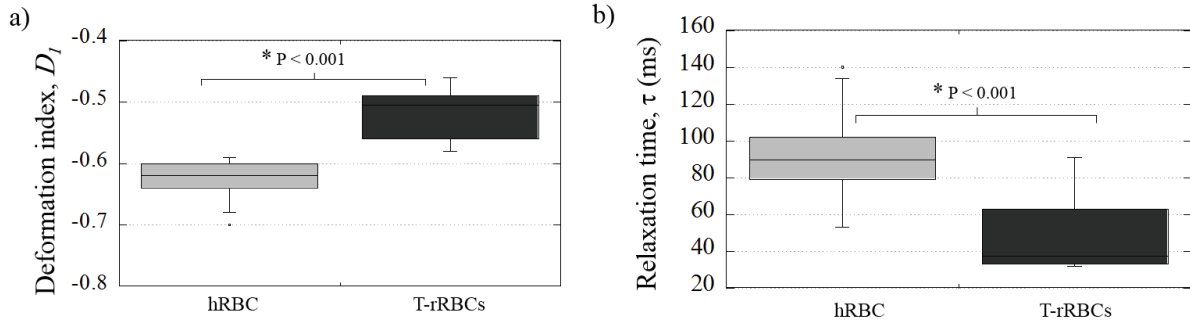 a)
Deformation index, D₁
-0.4
-0.5
-0.6
-0.7
-0.8
* P < 0.001
hRBC
T-rRBCs
b)
Relaxation time, τ (ms)
160
140
120
100
80
60
40
20
* P < 0.001
hRBC
T-rRBCs